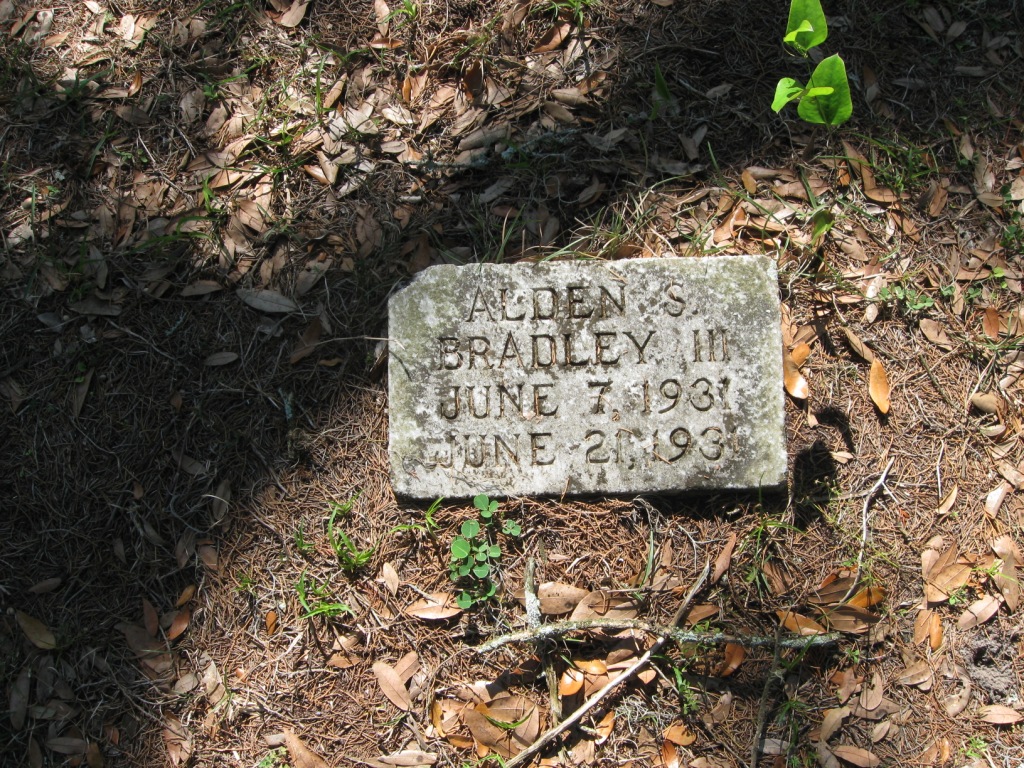 ALDEN S.
BRADLEY III
JUNE 7, 1931
JUNE 21, 1931